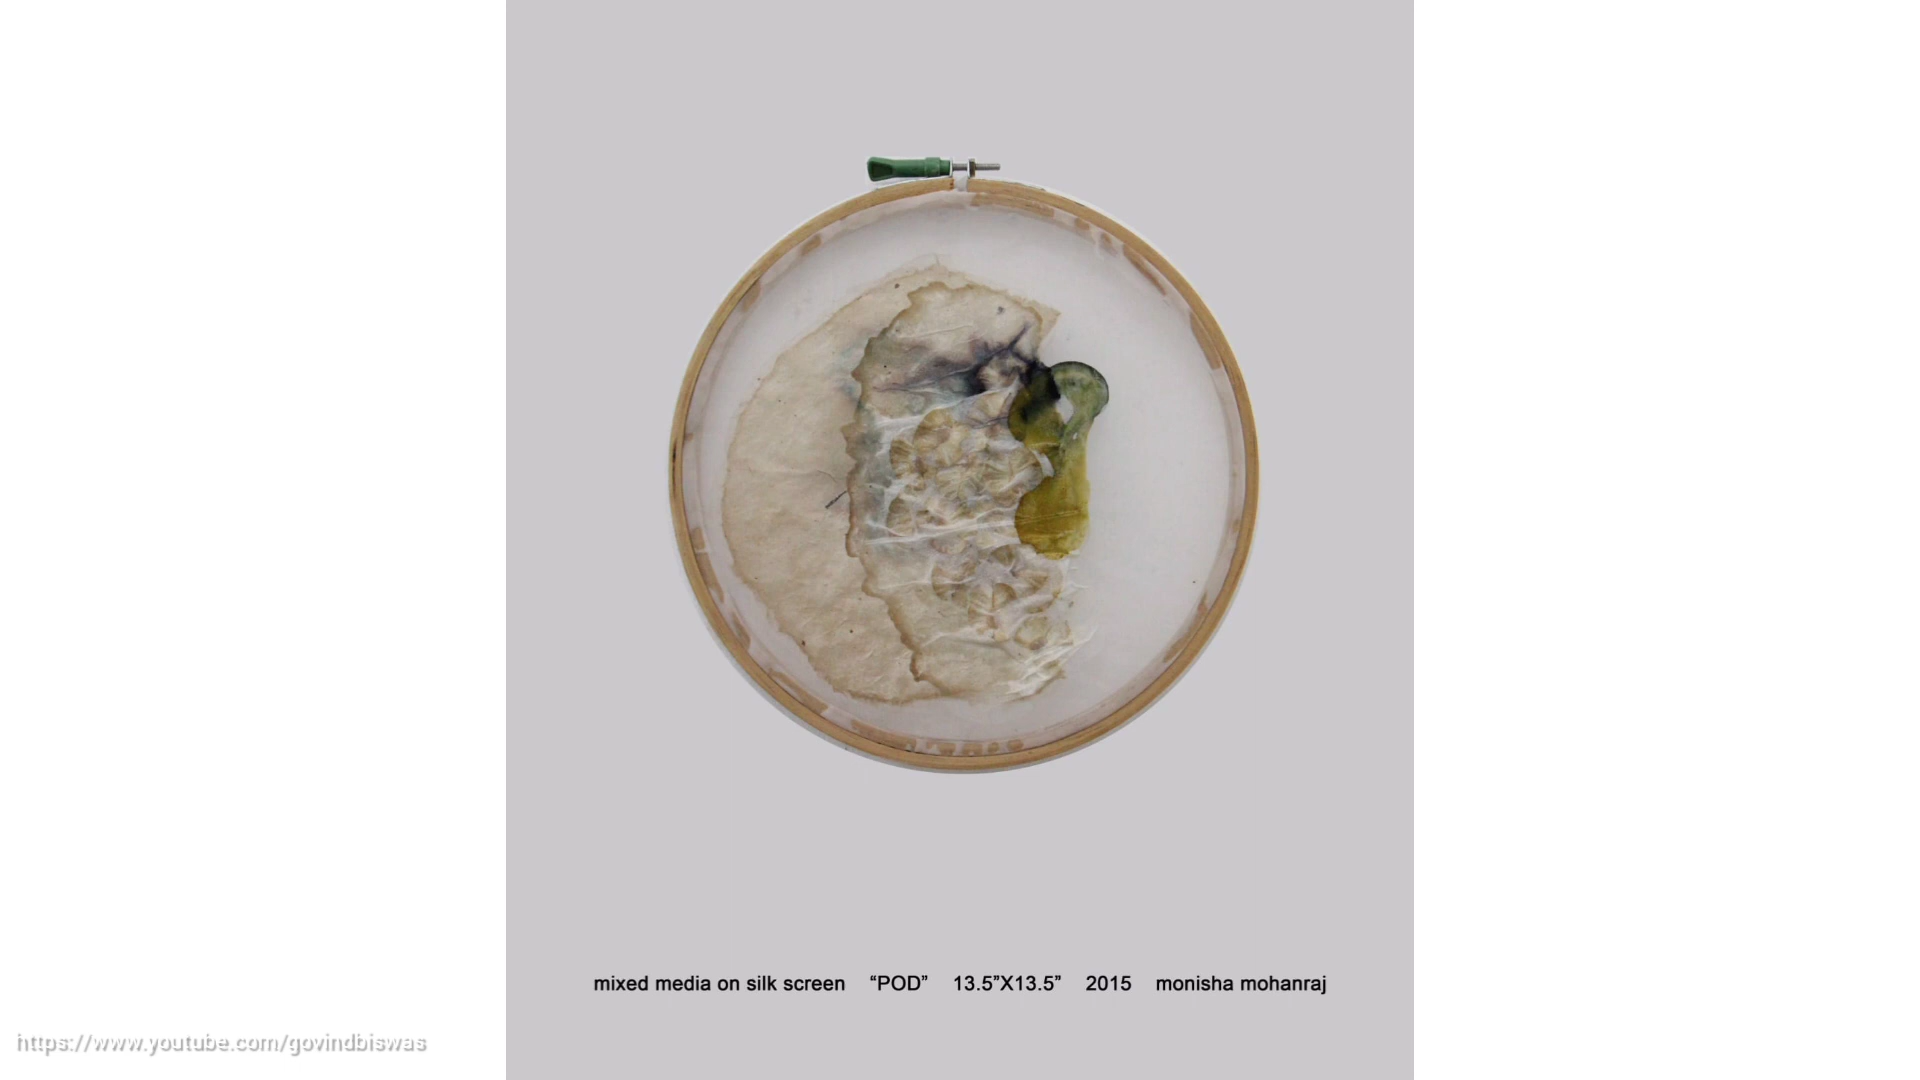 mixed media on silk screen “POD” 13.5”X13.5” 2015 monisha mohanraj
https://www.youtube.com/govindbiswas